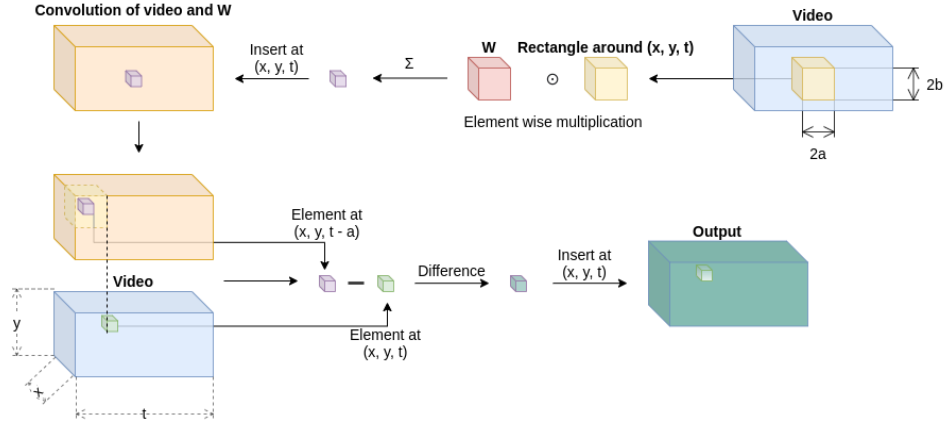 Convolution of video and W
Insert at
(x, y, t)
Σ
W
Rectangle around (x, y, t)
⊙
Element wise multiplication
Video
2b
2a
Element at
(x, y, t - a)
Video
Difference
Insert at
(x, y, t)
Output
Element at
(x, y, t)
y
x
t